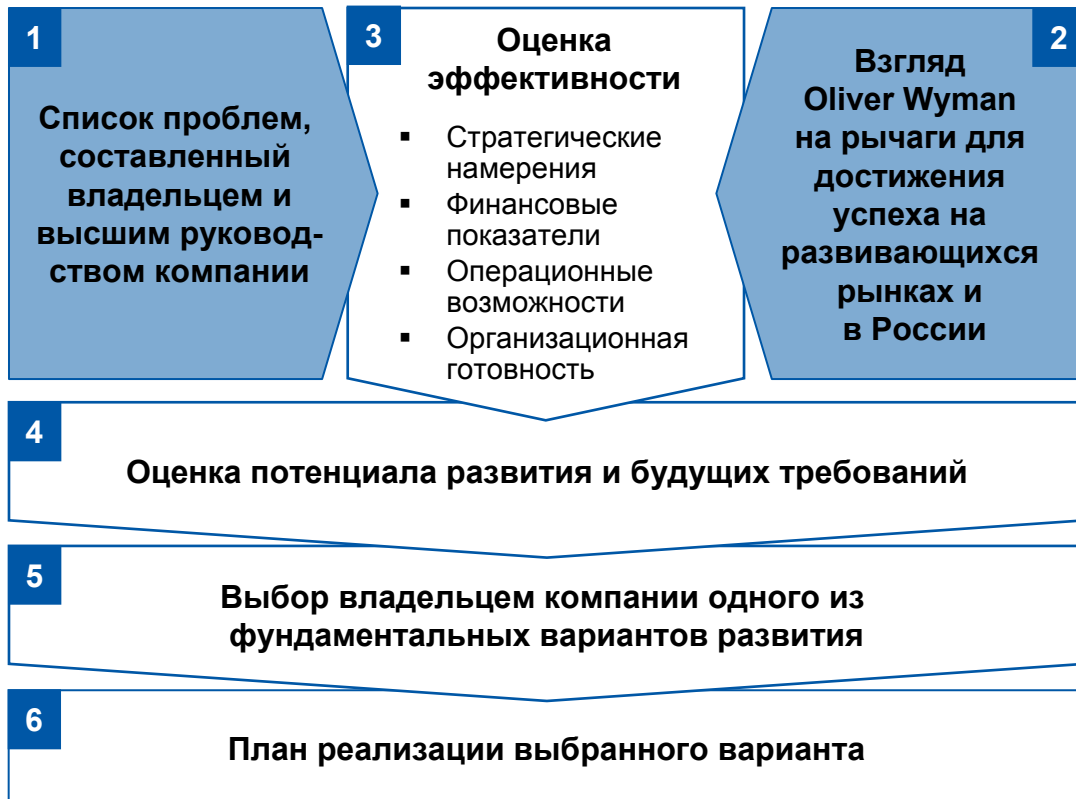 1
Список проблем,
составленный
владельцем и
высшим руковод-
ством компании
3
Оценка
эффективности
▪ Стратегические
намерения
▪ Финансовые
показатели
▪ Операционные
возможности
▪ Организационная
готовность
2
Взгляд
Oliver Wyman
на рычаги для
достижения
успеха на
развивающихся
рынках и
в России
4
Оценка потенциала развития и будущих требований
5
Выбор владельцем компании одного из
фундаментальных вариантов развития
6
План реализации выбранного варианта